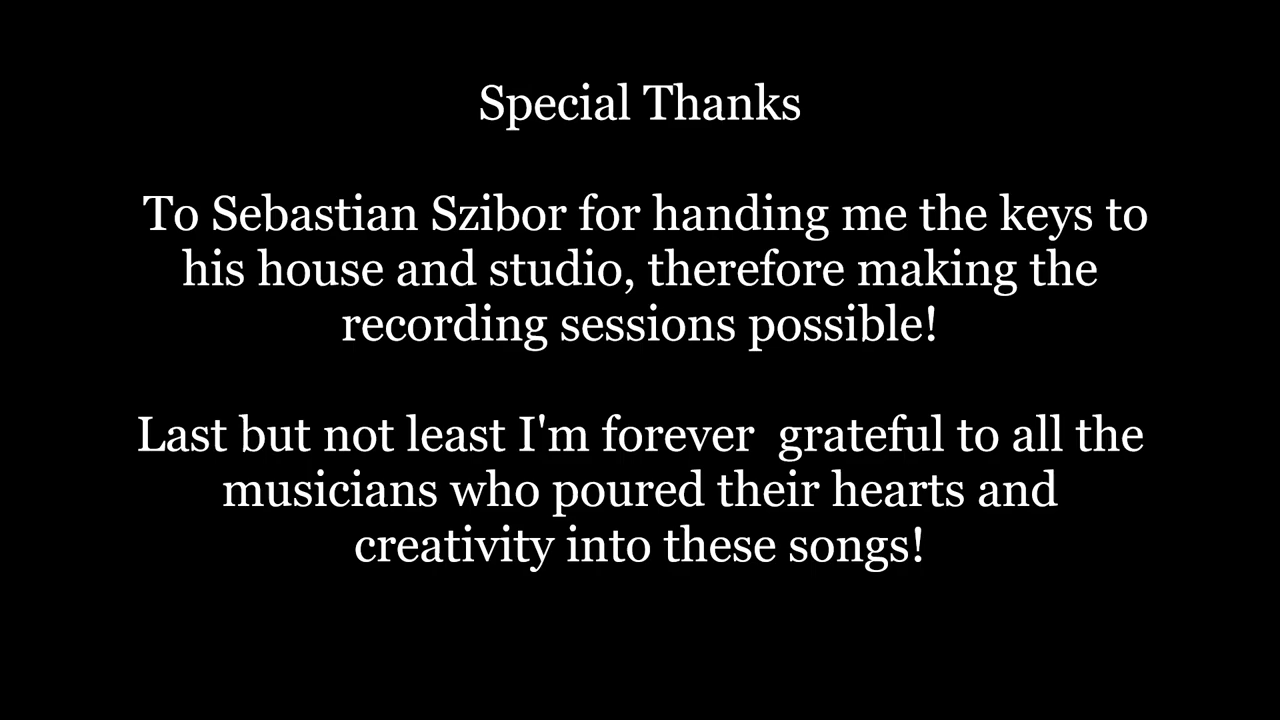 Special Thanks
To Sebastian Szibor for handing me the keys to
his house and studio, therefore making the
recording sessions possible!
Last but not least I'm forever  grateful to all the
musicians who poured their hearts and
creativity into these songs!